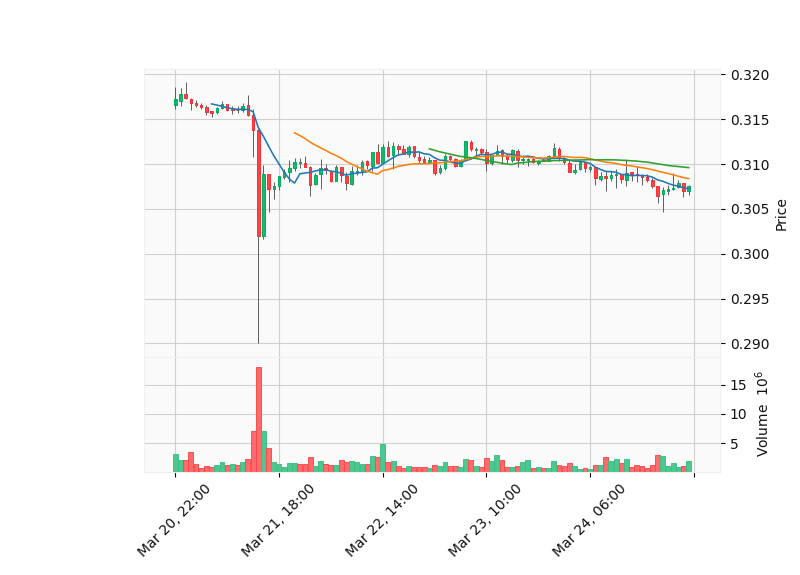 0.320
0.315
0.310
0.305
0.300
0.295
0.290
Price
15
10
5
Volume 10⁶
Mar 20, 22:00
Mar 21, 18:00
Mar 22, 14:00
Mar 23, 10:00
Mar 24, 06:00